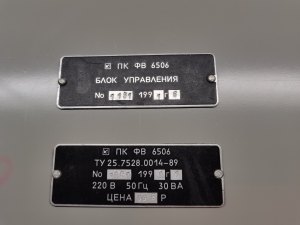 ПК ФВ 6506
БЛОК УПРАВЛЕНИЯ
No 1181 199 г
ПК ФВ 6506
ТУ 25.7528.0014-89
No 199 г
220 В 50 Гц 30 ВА
ЦЕНА Р